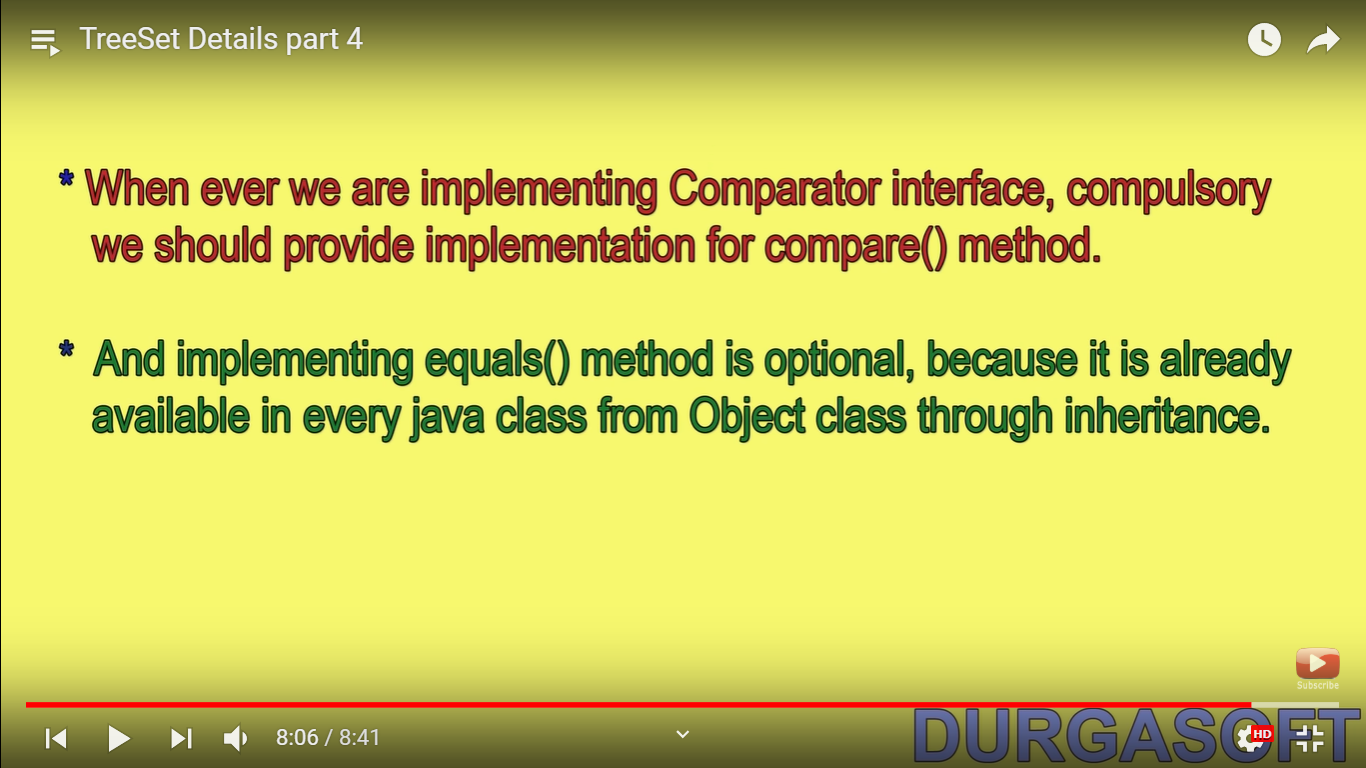 TreeSet Details part 4
* When ever we are implementing Comparator interface, compulsory
we should provide implementation for compare() method.
* And implementing equals() method is optional, because it is already
available in every java class from Object class through inheritance.
Subscribe
8:06 / 8:41
HD
DURGASOFT